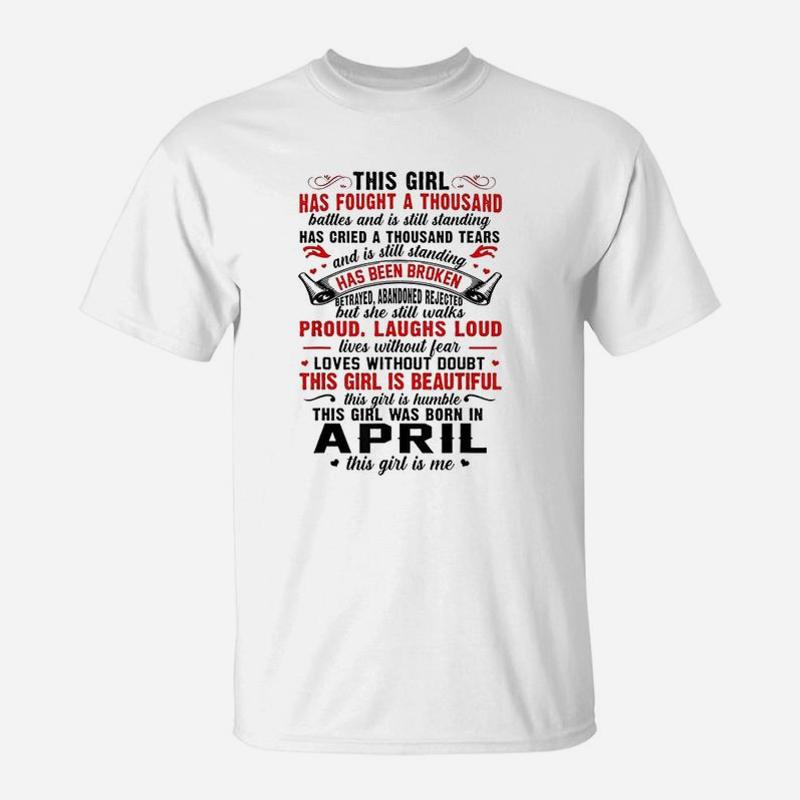 THIS GIRL
HAS FOUGHT A THOUSAND
battles and is still standing
HAS CRIED A THOUSAND TEARS
and is still standing
HAS BEEN BROKEN
BETRAYED, ABANDONED REJECTED
but she still walks
PROUD. LAUGHS LOUD
lives without fear
LOVES WITHOUT DOUBT
THIS GIRL IS BEAUTIFUL
this girl is humble
THIS GIRL WAS BORN IN
APRIL
this girl is me